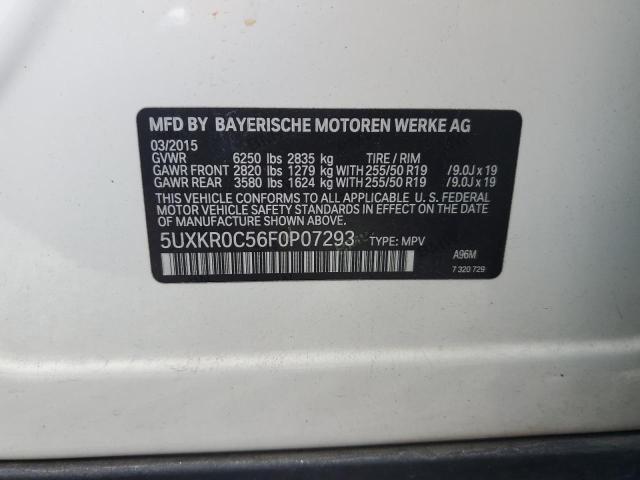 MFD BY BAYERISCHE MOTOREN WERKE AG
03/2015
GVWR 6250 lbs 2835 kg TIRE / RIM
GAWR FRONT 2820 lbs 1279 kg WITH 255/50 R19 /9.0J x 19
GAWR REAR 3580 lbs 1624 kg WITH 255/50 R19 /9.0J x 19
THIS VEHICLE CONFORMS TO ALL APPLICABLE U.S. FEDERAL
MOTOR VEHICLE SAFETY STANDARDS IN EFFECT ON THE DATE
OF MANUFACTURE SHOWN ABOVE.
5UXKR0C56F0P07293 TYPE: MPV
A96M
7 320 729